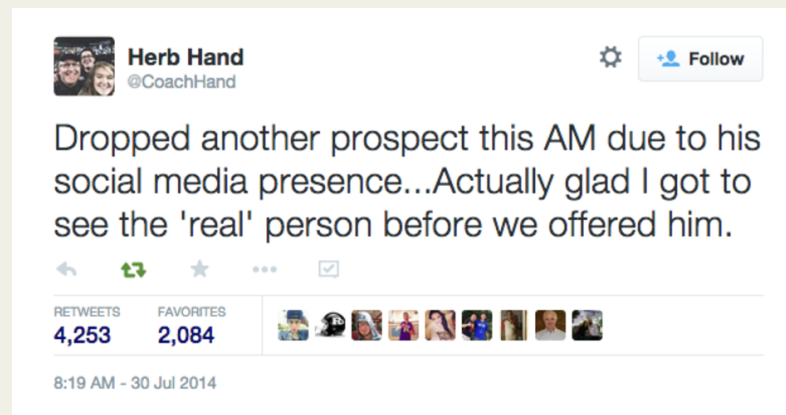 Herb Hand
@CoachHand
Follow
Dropped another prospect this AM due to his
social media presence...Actually glad I got to
see the 'real' person before we offered him.
RETWEETS FAVORITES
4,253 2,084
8:19 AM - 30 Jul 2014